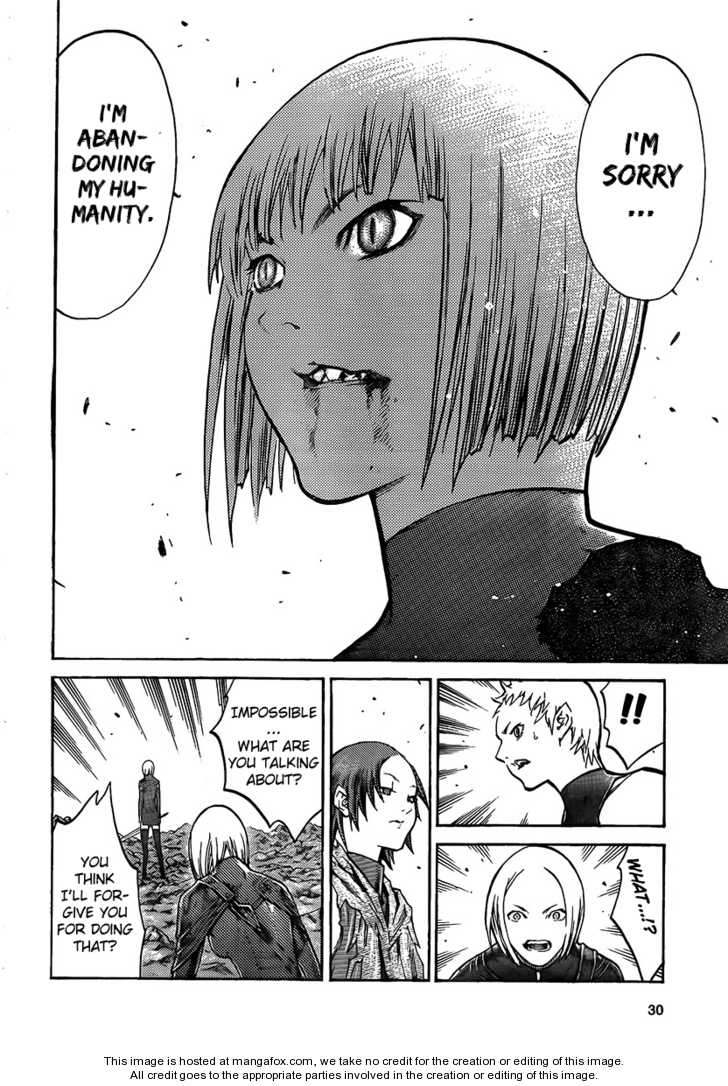 I'M
SORRY
...
I'M
ABAN-
DONING
MY HU-
MANITY.
!!
WHAT...!?
IMPOSSIBLE
...
WHAT ARE
YOU TALKING
ABOUT?
YOU
THINK
I'LL FOR-
GIVE YOU
FOR DOING
THAT?
30
This image is hosted at mangafox.com, we take no credit for the creation or editing of this image.
All credit goes to the appropriate parties involved in the creation or editing of this image.